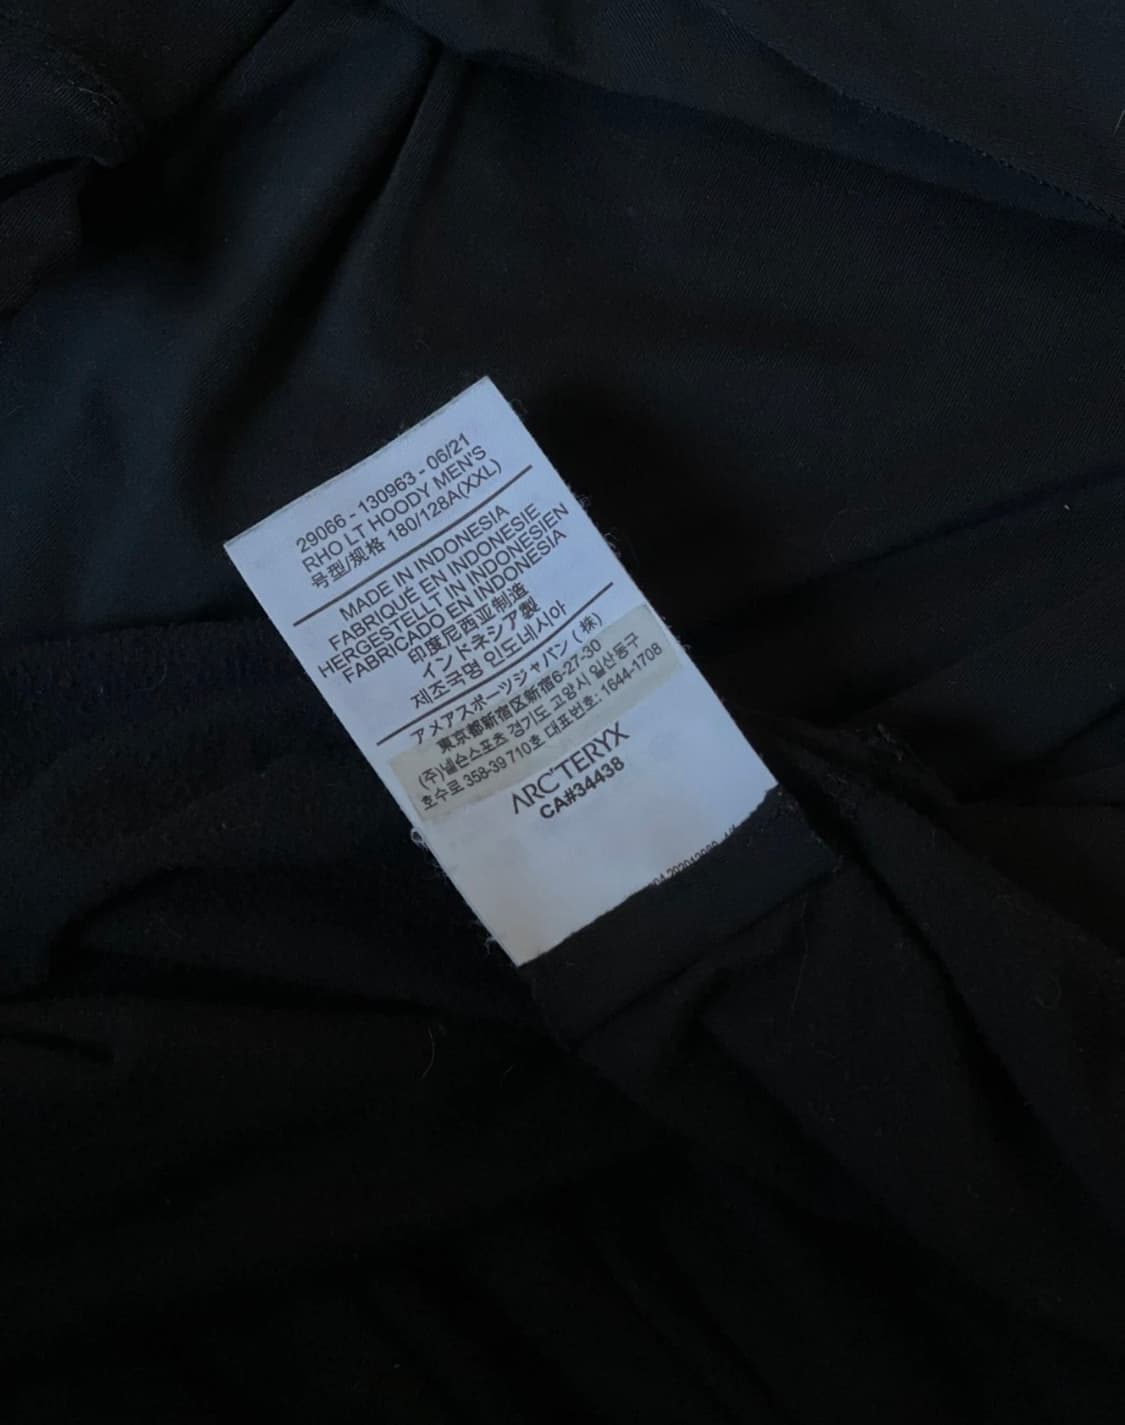 29066 - 130963 - 06/21
RHO LT HOODY MEN'S
号型/规格 180/128A(XXL)
MADE IN INDONESIA
FABRIQUÉ EN INDONESIE
HERGESTELLT IN INDONESIEN
FABRICADO EN INDONESIA
印度尼西亚制造
インドネシア製
제조국명 인도네시아
アメアスポーツジャパン(株)
東京都新宿区新宿6-27-30
(주)넬슨스포츠 경기도 고양시 일산동구
호수로 358-39 710호 대표번호: 1644-1708
ARC'TERYX
CA#34438